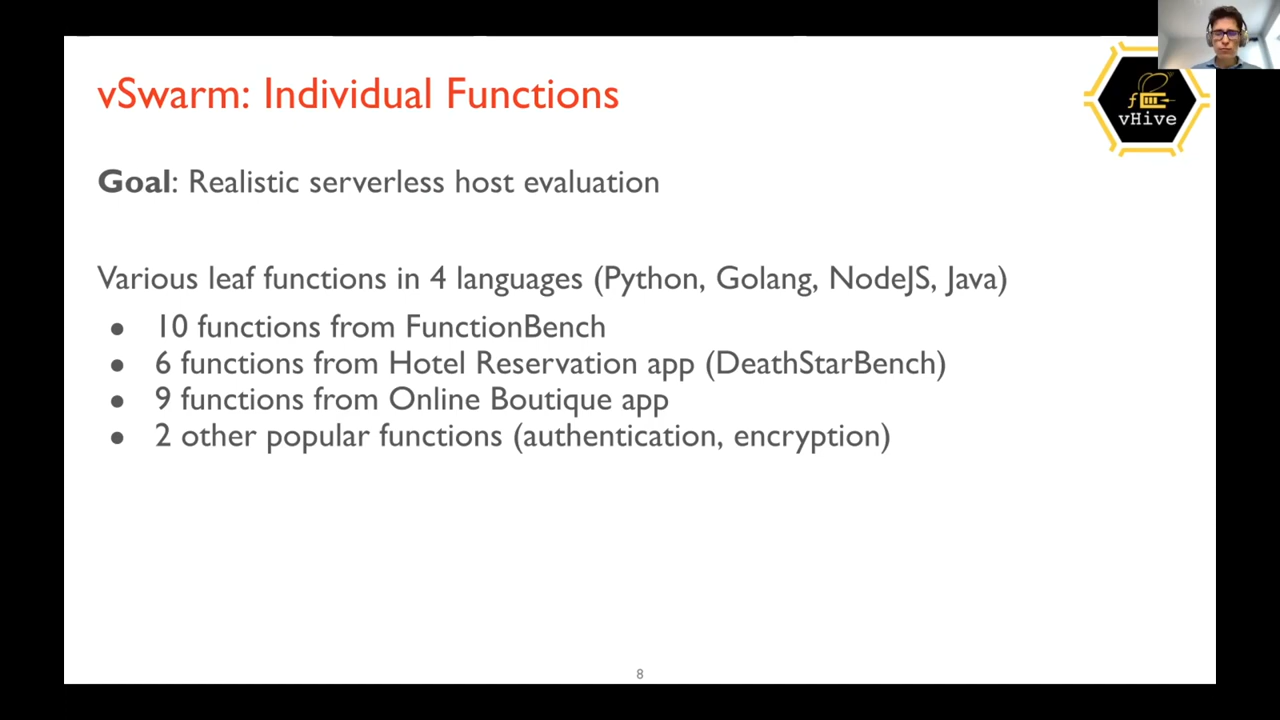 vSwarm: Individual Functions
vHive
Goal: Realistic serverless host evaluation
Various leaf functions in 4 languages (Python, Golang, NodeJS, Java)
● 10 functions from FunctionBench
● 6 functions from Hotel Reservation app (DeathStarBench)
● 9 functions from Online Boutique app
● 2 other popular functions (authentication, encryption)
8